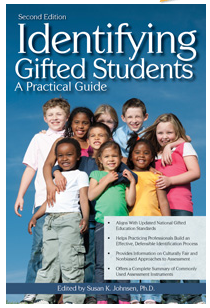 Second Edition
Identifying
Gifted Students
A Practical Guide
• Aligns With Updated National Gifted
Education Standards
• Helps Practicing Professionals Build an
Effective, Defensible Identification Process
• Provides Information on Culturally Fair and
Nonbiased Approaches to Assessment
• Offers a Complete Summary of Commonly
Used Assessment Instruments
Edited by Susan K. Johnsen, Ph.D.